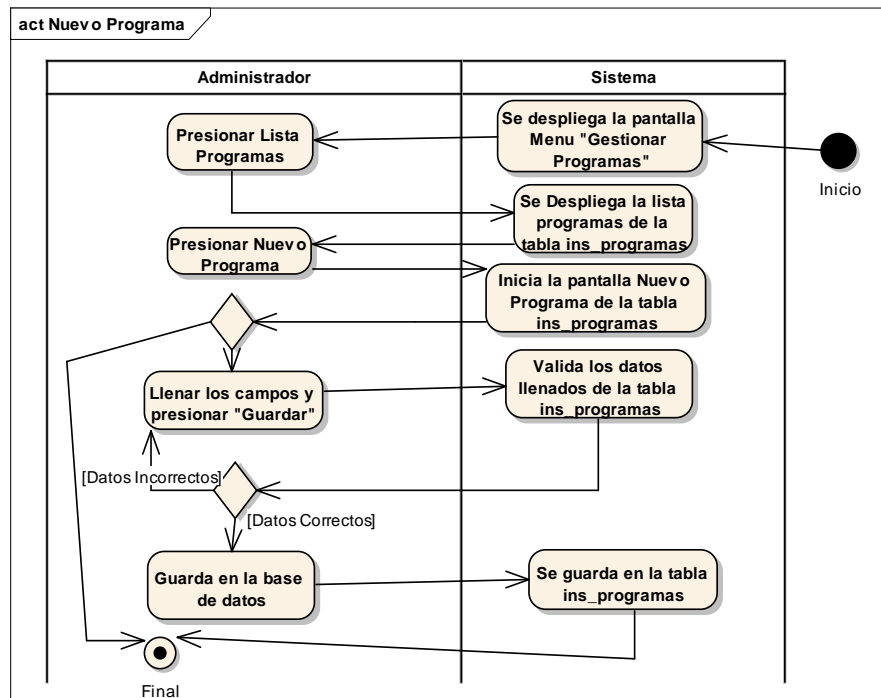 act Nuevo Programa
Administrador
Sistema
Se despliega la pantalla
Menu "Gestionar
Programas"
Presionar Lista
Programas
Inicio
Se Despliega la lista
programas de la
tabla ins_programas
Presionar Nuevo
Programa
Inicia la pantalla Nuevo
Programa de la tabla
ins_programas
Llenar los campos y
presionar "Guardar"
Valida los datos
llenados de la tabla
ins_programas
[Datos Incorrectos]
[Datos Correctos]
Guarda en la base
de datos
Se guarda en la tabla
ins_programas
Final